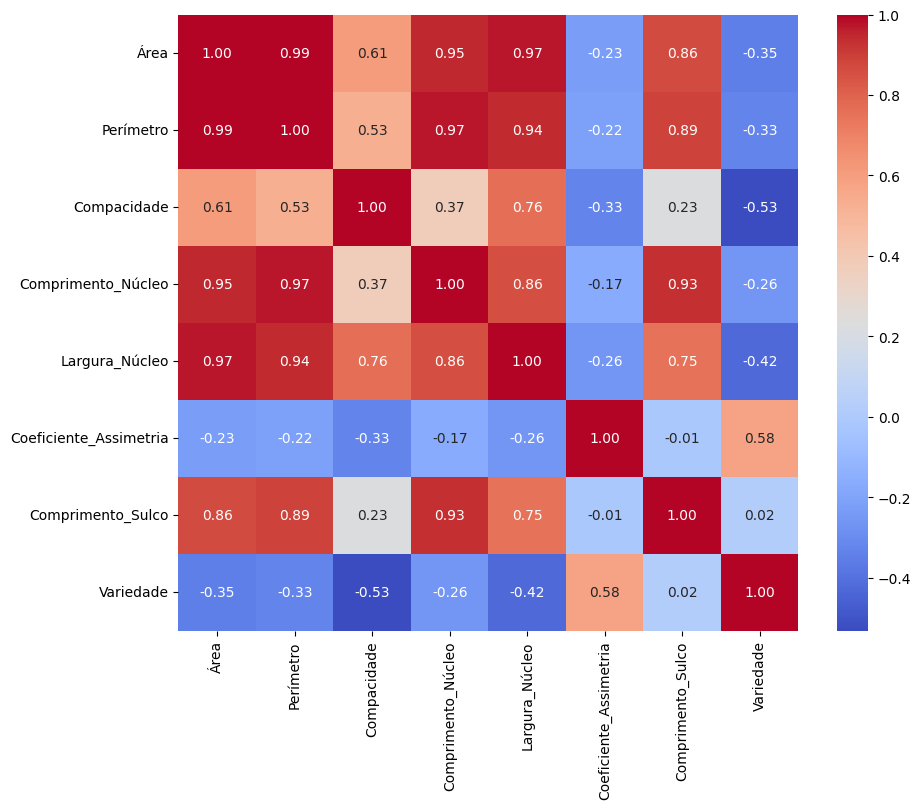 Área 1.00 0.99 0.61 0.95 0.97 -0.23 0.86 -0.35
Perímetro 0.99 1.00 0.53 0.97 0.94 -0.22 0.89 -0.33
Compacidade 0.61 0.53 1.00 0.37 0.76 -0.33 0.23 -0.53
Comprimento_Núcleo 0.95 0.97 0.37 1.00 0.86 -0.17 0.93 -0.26
Largura_Núcleo 0.97 0.94 0.76 0.86 1.00 -0.26 0.75 -0.42
Coeficiente_Assimetria -0.23 -0.22 -0.33 -0.17 -0.26 1.00 -0.01 0.58
Comprimento_Sulco 0.86 0.89 0.23 0.93 0.75 -0.01 1.00 0.02
Variedade -0.35 -0.33 -0.53 -0.26 -0.42 0.58 0.02 1.00
Área
Perímetro
Compacidade
Comprimento_Núcleo
Largura_Núcleo
Coeficiente_Assimetria
Comprimento_Sulco
Variedade
1.0
0.8
0.6
0.4
0.2
0.0
−0.2
−0.4